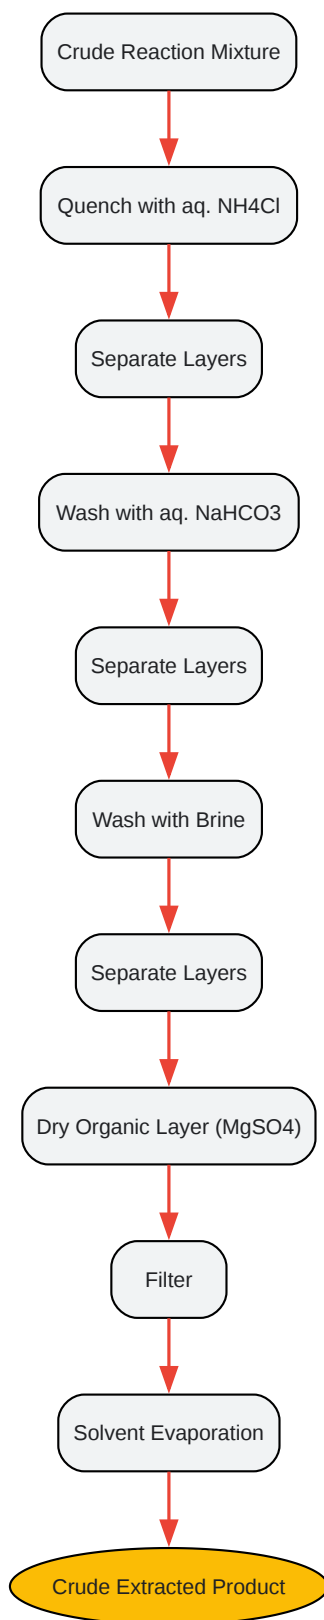 Crude Reaction Mixture
Quench with aq. NH4Cl
Separate Layers
Wash with aq. NaHCO3
Separate Layers
Wash with Brine
Separate Layers
Dry Organic Layer (MgSO4)
Filter
Solvent Evaporation
Crude Extracted Product